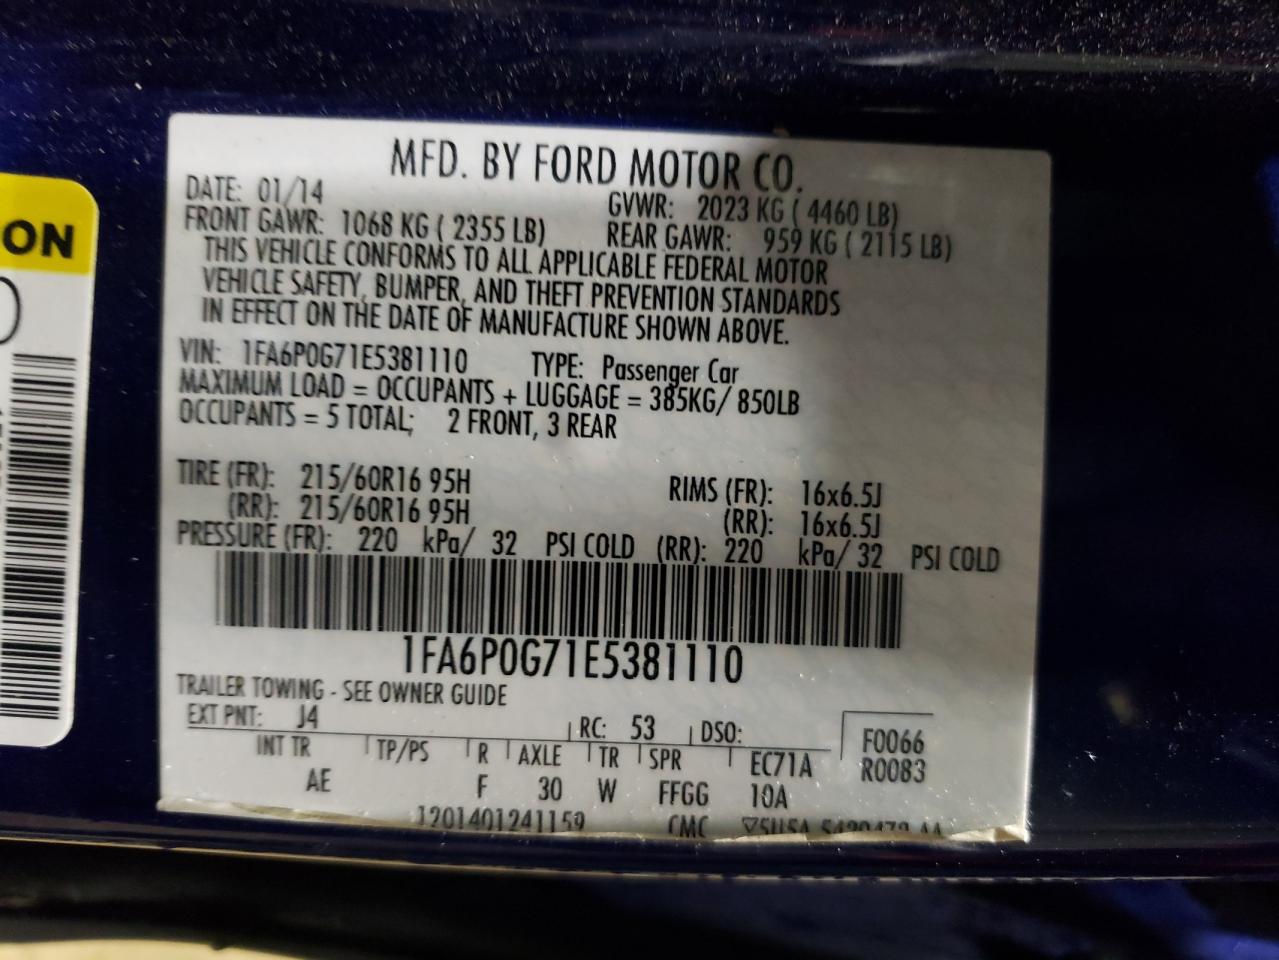 ON
MFD. BY FORD MOTOR CO.
DATE: 01/14 GVWR: 2023 KG ( 4460 LB)
FRONT GAWR: 1068 KG ( 2355 LB) REAR GAWR: 959 KG ( 2115 LB)
THIS VEHICLE CONFORMS TO ALL APPLICABLE FEDERAL MOTOR
VEHICLE SAFETY, BUMPER, AND THEFT PREVENTION STANDARDS
IN EFFECT ON THE DATE OF MANUFACTURE SHOWN ABOVE.
VIN: 1FA6P0G71E5381110 TYPE: Passenger Car
MAXIMUM LOAD = OCCUPANTS + LUGGAGE = 385KG/ 850LB
OCCUPANTS = 5 TOTAL; 2 FRONT, 3 REAR
TIRE (FR): 215/60R16 95H RIMS (FR): 16x6.5J
(RR): 215/60R16 95H (RR): 16x6.5J
PRESSURE (FR): 220 kPa/ 32 PSI COLD (RR): 220 kPa/ 32 PSI COLD
1FA6P0G71E5381110
TRAILER TOWING - SEE OWNER GUIDE
EXT PNT: J4 RC: 53 DSO: F0066
INT TR TP/PS R AXLE TR SPR EC71A R0083
AE F 30 W FFGG 10A
1201401241159 CMC